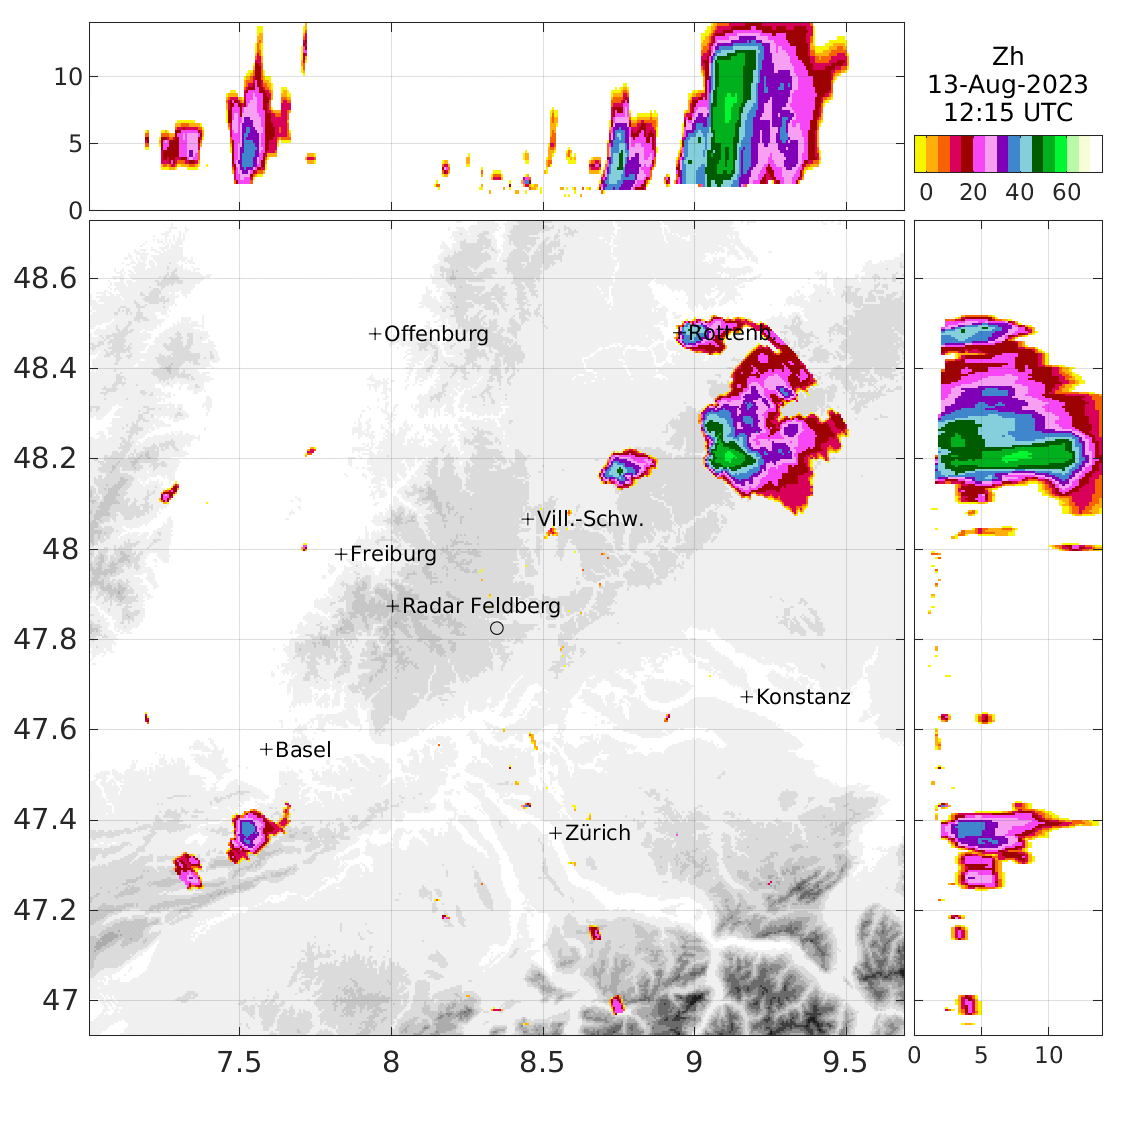 Zh
13-Aug-2023
12:15 UTC
0 20 40 60
10
5
0
48.6
48.4
48.2
48
47.8
47.6
47.4
47.2
47
+Offenburg
+Rottenb.
+Vill.-Schw.
+Freiburg
+Radar Feldberg
+Konstanz
+Basel
+Zürich
7.5 8 8.5 9 9.5
0 5 10